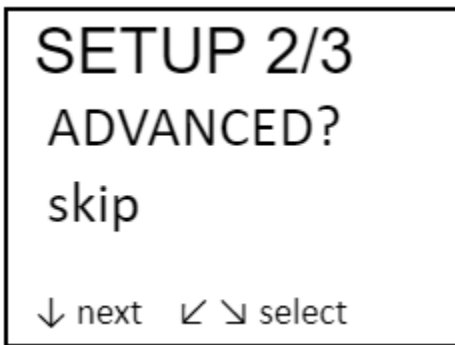 SETUP 2/3
ADVANCED?
skip
↓ next ↙ ↘ select